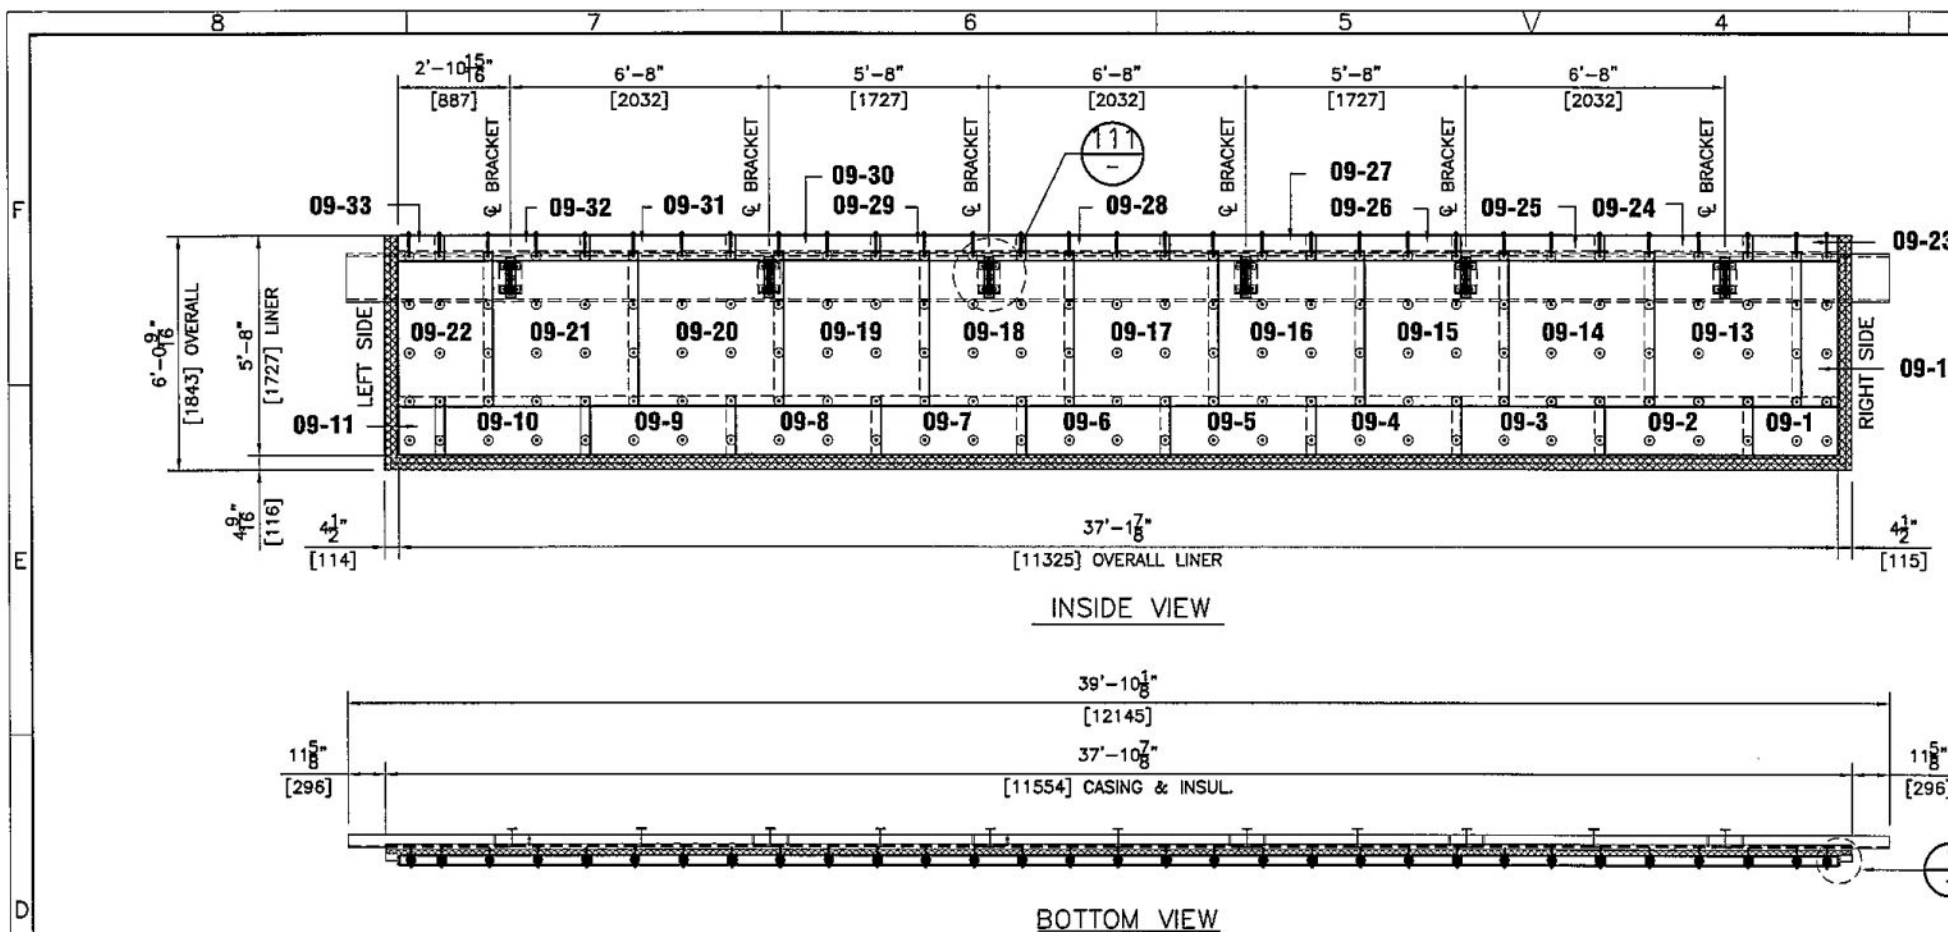 8 7 6 5 4
2'-10 15/16" 6'-8" 5'-8" 6'-8" 5'-8" 6'-8"
[887] [2032] [1727] [2032] [1727] [2032]
℄ BRACKET ℄ BRACKET ℄ BRACKET ℄ BRACKET ℄ BRACKET ℄ BRACKET
111
-
09-30 09-27
09-33 09-32 09-31 09-29 09-28 09-26 09-25 09-24
F
09-23
6'-0 9/16"
[1843] OVERALL
5'-8"
[1727] LINER
LEFT SIDE
09-22 09-21 09-20 09-19 09-18 09-17 09-16 09-15 09-14 09-13
RIGHT SIDE
09-1
09-11 09-10 09-9 09-8 09-7 09-6 09-5 09-4 09-3 09-2 09-1
4 9/16"
[116]
4 1/2" 37'-1 7/8" 4 1/2"
[114] [11325] OVERALL LINER [115]
E
INSIDE VIEW
39'-10 1/8"
[12145]
11 5/8" 37'-10 7/8" 11 5/8"
[296] [11554] CASING & INSUL. [296]
D
BOTTOM VIEW